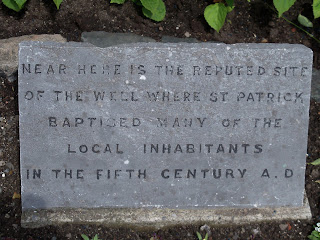 NEAR HERE IS THE REPUTED SITE
OF THE WELL WHERE ST PATRICK
BAPTISED MANY OF THE
LOCAL INHABITANTS
IN THE FIFTH CENTURY A.D